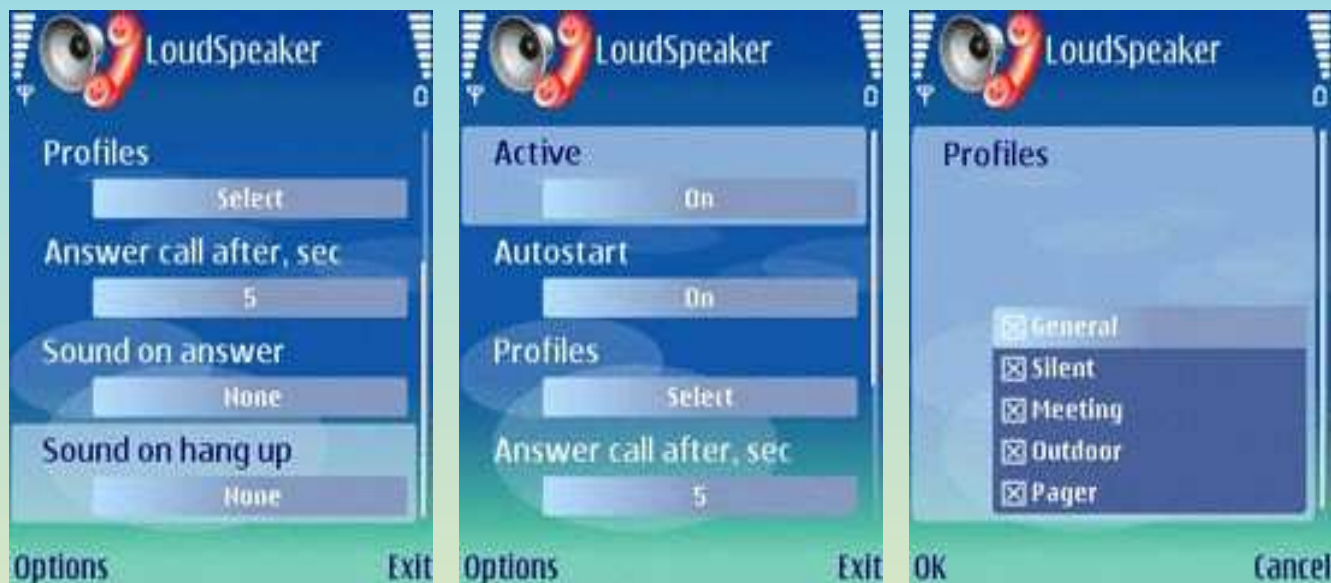 LoudSpeaker
Profiles
Select
Answer call after, sec
5
Sound on answer
None
Sound on hang up
None
Options Exit
LoudSpeaker
Active
On
Autostart
On
Profiles
Select
Answer call after, sec
5
Options Exit
LoudSpeaker
Profiles
General
Silent
Meeting
Outdoor
Pager
OK Cancel